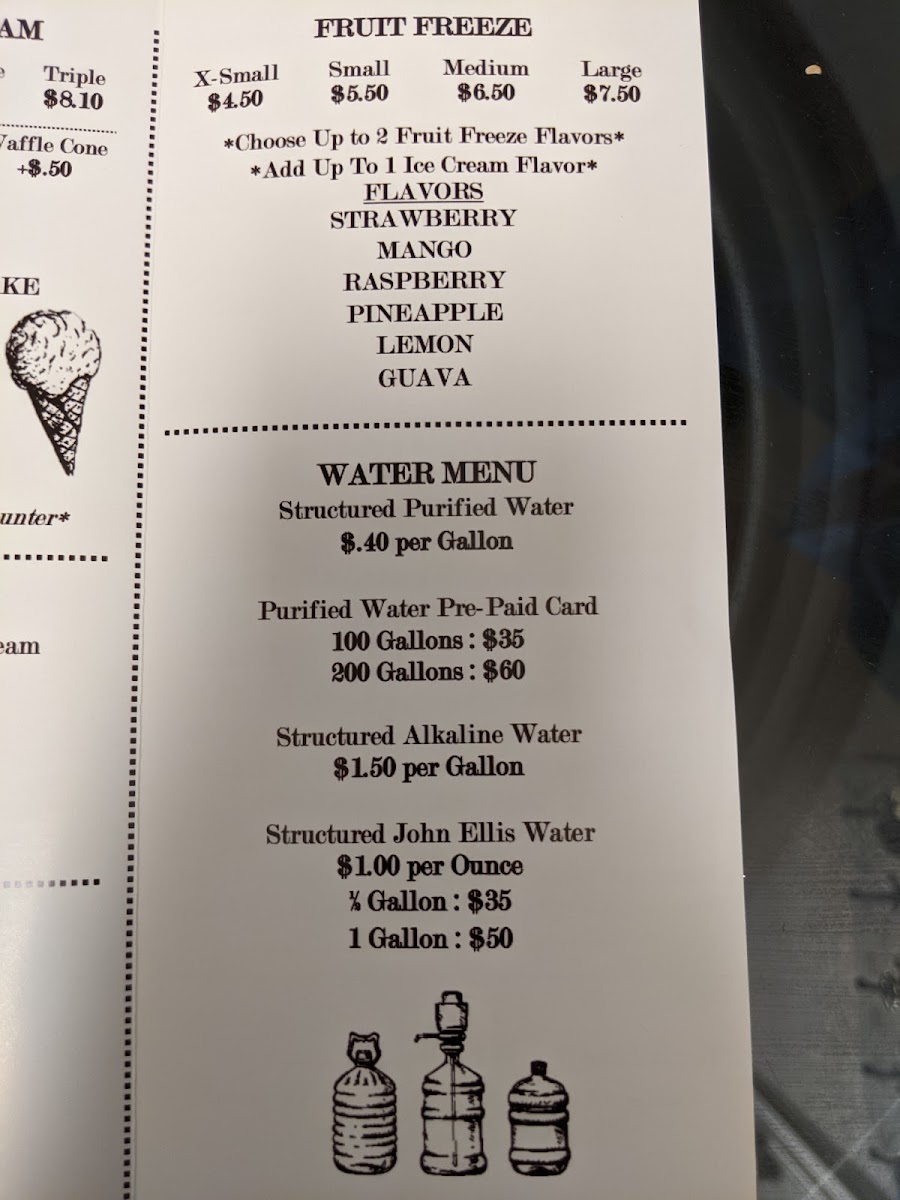 AM
Triple
$8.10
Waffle Cone
+$.50
KE
unter*
eam
FRUIT FREEZE
X-Small Small Medium Large
$4.50 $5.50 $6.50 $7.50
*Choose Up to 2 Fruit Freeze Flavors*
*Add Up To 1 Ice Cream Flavor*
FLAVORS
STRAWBERRY
MANGO
RASPBERRY
PINEAPPLE
LEMON
GUAVA
WATER MENU
Structured Purified Water
$.40 per Gallon
Purified Water Pre-Paid Card
100 Gallons : $35
200 Gallons : $60
Structured Alkaline Water
$1.50 per Gallon
Structured John Ellis Water
$1.00 per Ounce
Gallon : $35
1 Gallon : $50